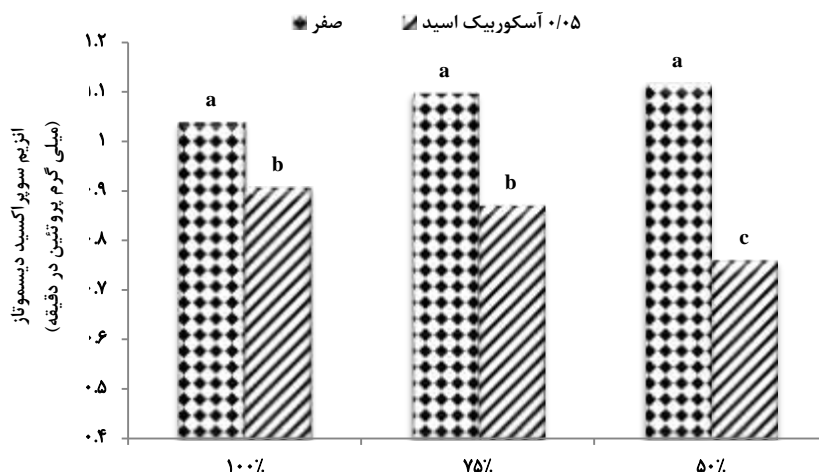 صفر ۰/۰۵ آسکوربیک اسید
۱.۲
۱.۱
۱
۰.۹
۰.۸
۰.۷
۰.۶
۰.۵
۰.۴
انزیم سوپراکسید دیسموتاز
(میلی گرم پروتئین در دقیقه)
a
b
a
b
a
c
۱۰۰٪ ۷۵٪ ۵۰٪